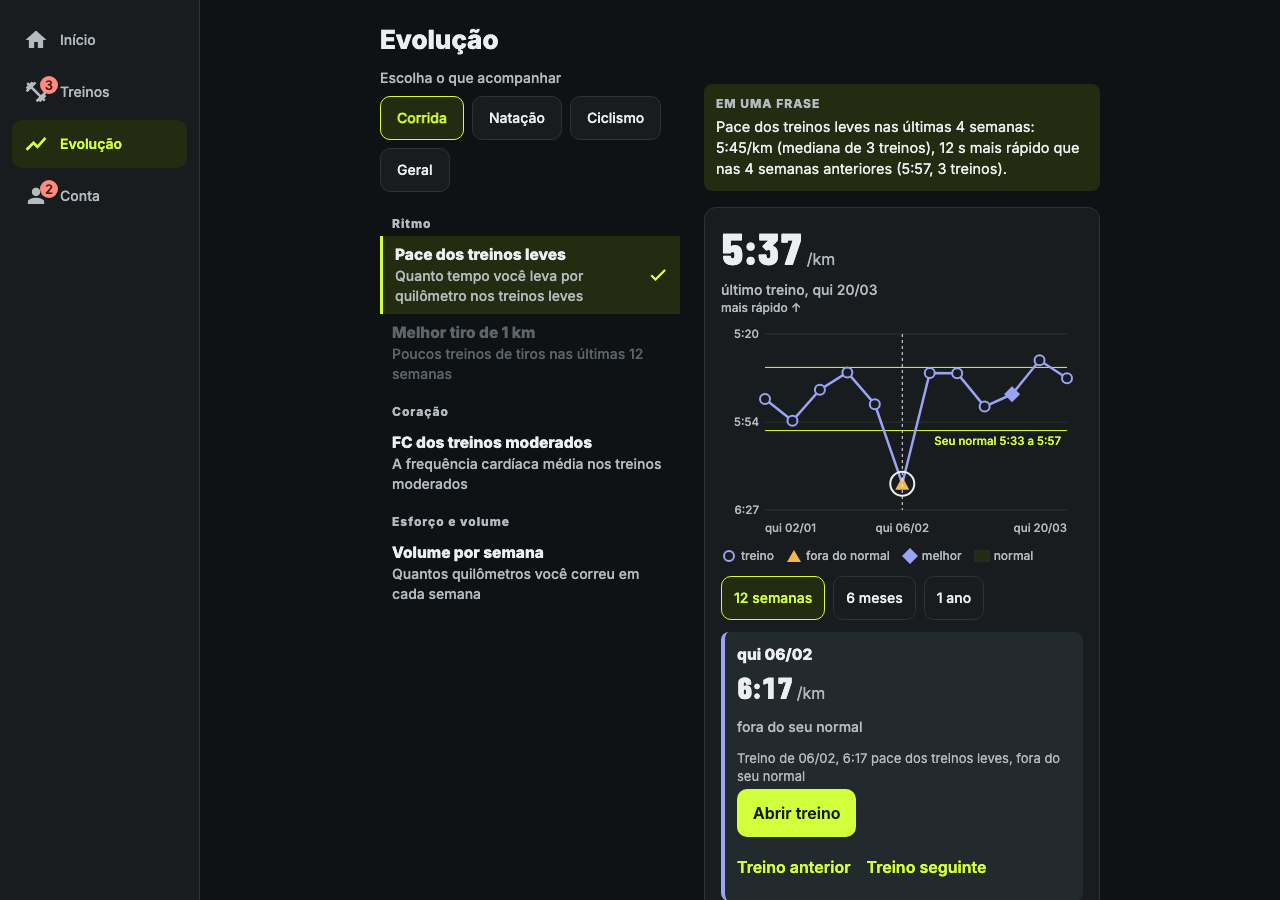 Início
3
Treinos
Evolução
2
Conta
Evolução
Escolha o que acompanhar
Corrida
Natação
Ciclismo
Geral
Ritmo
Pace dos treinos leves
Quanto tempo você leva por
quilômetro nos treinos leves
Melhor tiro de 1 km
Poucos treinos de tiros nas últimas 12
semanas
Coração
FC dos treinos moderados
A frequência cardíaca média nos treinos
moderados
Esforço e volume
Volume por semana
Quantos quilômetros você correu em
cada semana
EM UMA FRASE
Pace dos treinos leves nas últimas 4 semanas:
5:45/km (mediana de 3 treinos), 12 s mais rápido que
nas 4 semanas anteriores (5:57, 3 treinos).
5:37 /km
último treino, qui 20/03
mais rápido ↑
5:20
5:54
Seu normal 5:33 a 5:57
6:27
qui 02/01 qui 06/02 qui 20/03
treino fora do normal melhor normal
12 semanas
6 meses
1 ano
qui 06/02
6:17 /km
fora do seu normal
Treino de 06/02, 6:17 pace dos treinos leves, fora do
seu normal
Abrir treino
Treino anterior Treino seguinte